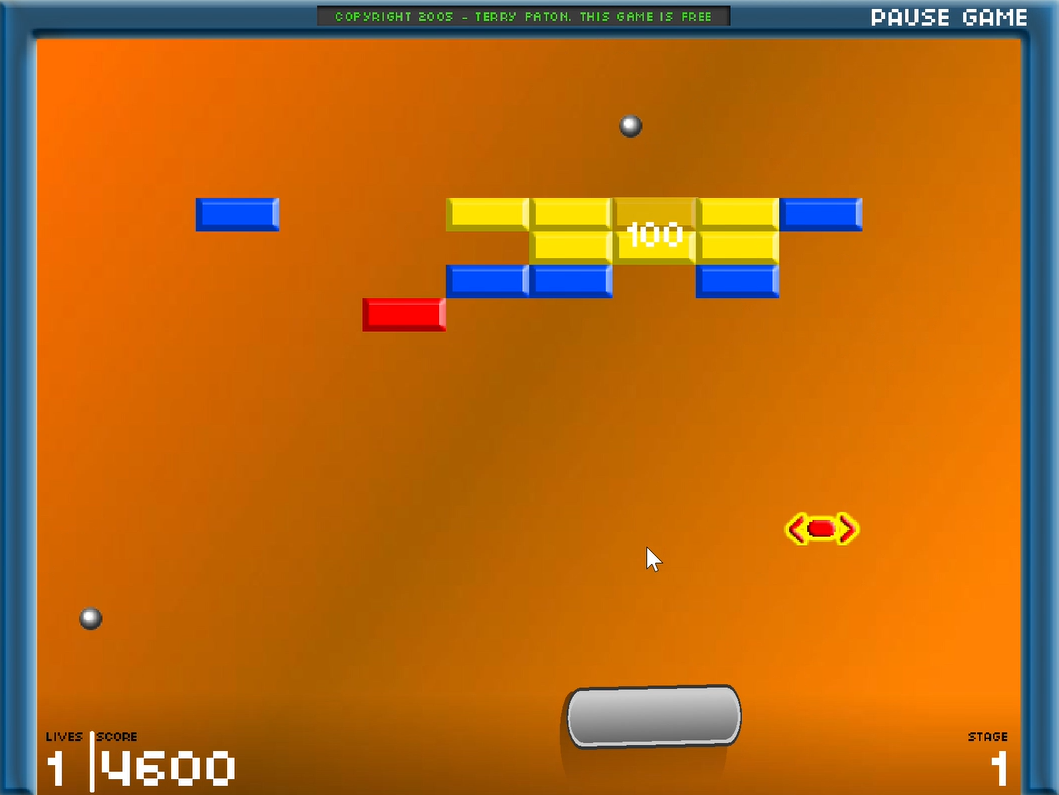 COPYRIGHT 2005 - TERRY PATON. THIS GAME IS FREE
PAUSE GAME
100
LIVES
SCORE
1
4600
STAGE
1